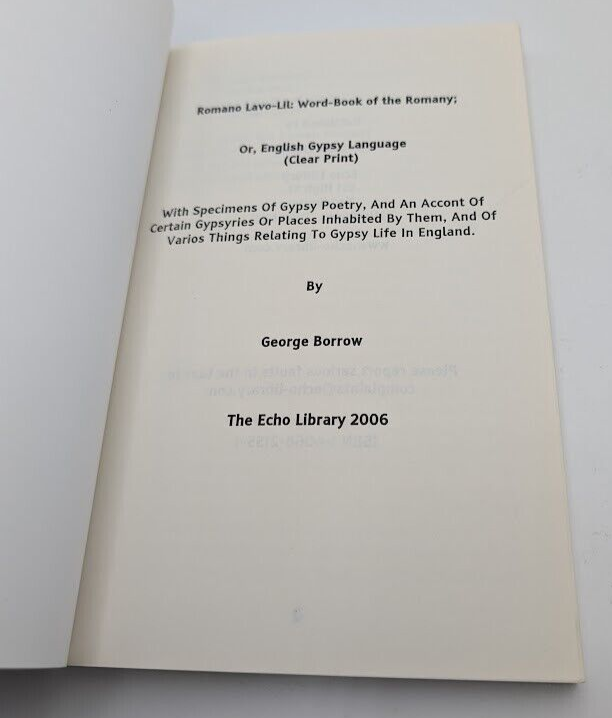 Romano Lavo-Lil: Word-Book of the Romany;
Or, English Gypsy Language
(Clear Print)
With Specimens Of Gypsy Poetry, And An Accont Of
Certain Gypsyries Or Places Inhabited By Them, And Of
Varios Things Relating To Gypsy Life In England.
By
George Borrow
The Echo Library 2006